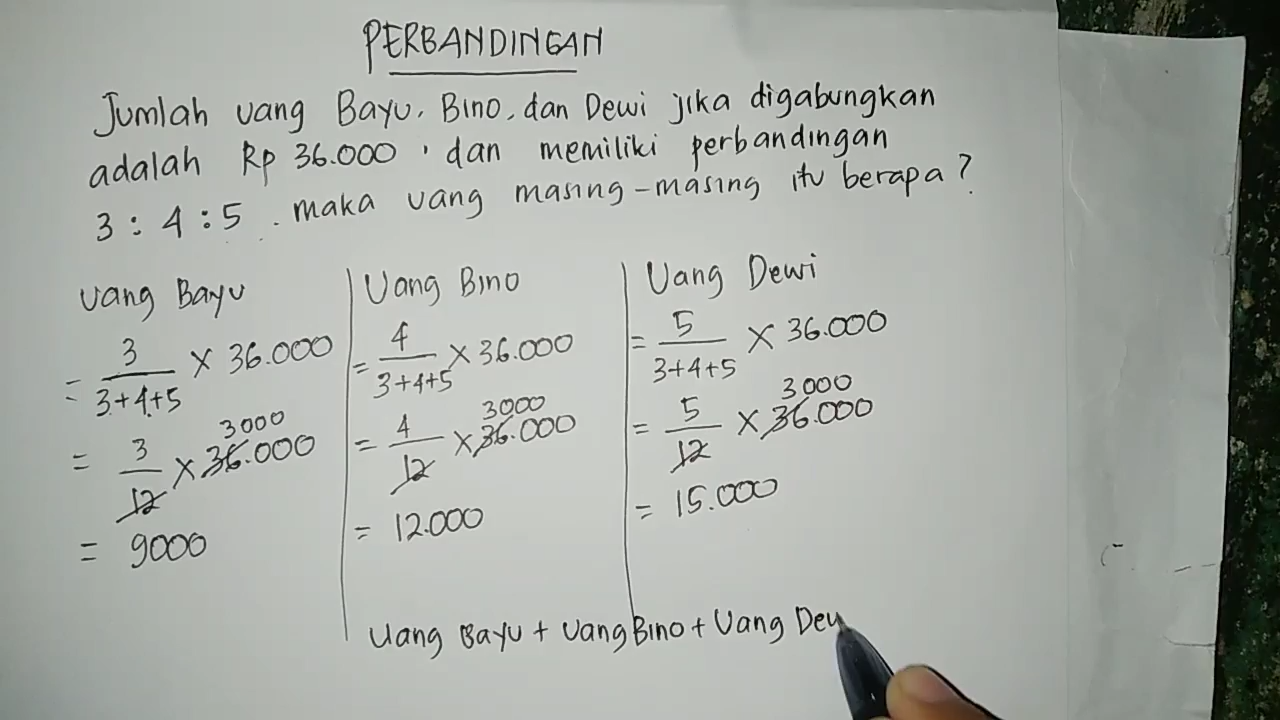 PERBANDINGAN
Jumlah uang Bayu, Bino, dan Dewi jika digabungkan
adalah Rp 36.000, dan memiliki perbandingan
3 : 4 : 5. maka uang masing-masing itu berapa?
Uang Bayu
= 3/(3+4+5) × 36.000
3000
= 3/12 × 36.000
= 9000
Uang Bino
= 4/(3+4+5) × 36.000
3000
= 4/12 × 36.000
= 12.000
Uang Dewi
= 5/(3+4+5) × 36.000
3000
= 5/12 × 36.000
= 15.000
Uang Bayu + Uang Bino + Uang Dew